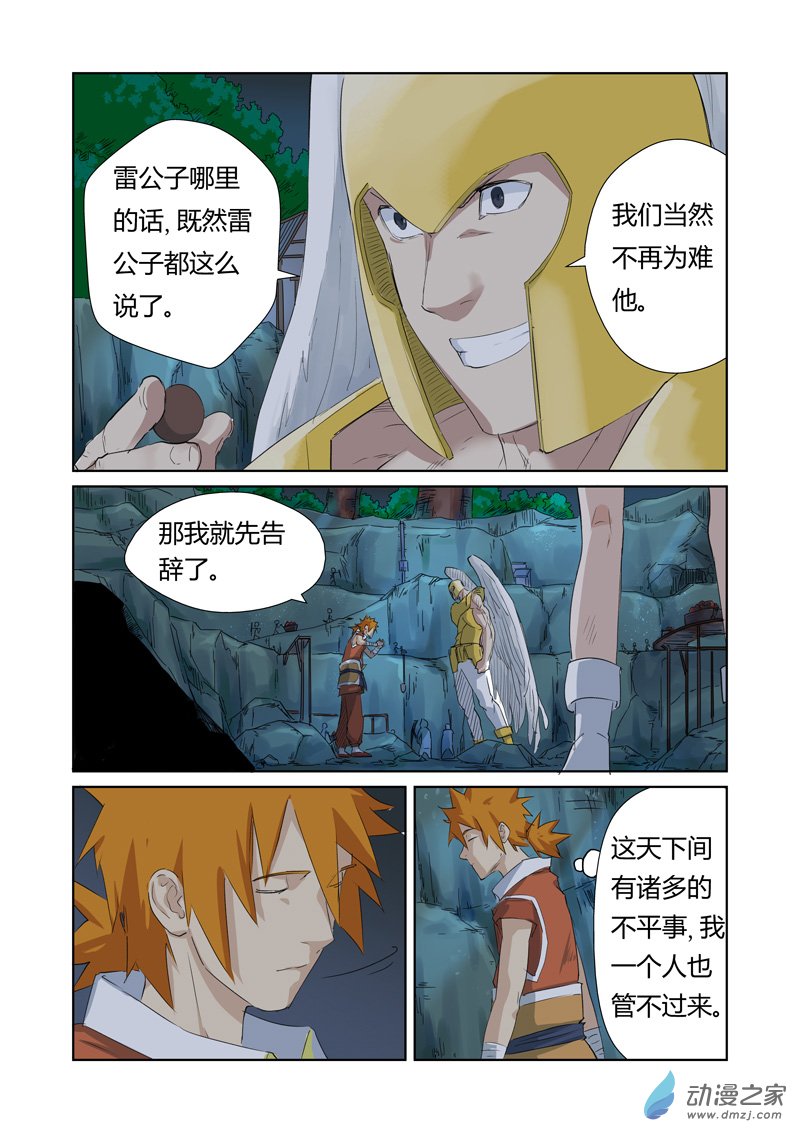 雷公子哪里
的话, 既然雷
公子都这么
说了。
我们当然
不再为难
他。
那我就先告
辞了。
这天下间
有诸多的
不平事, 我
一个人也
管不过来。
动漫之家
www.dmzj.com